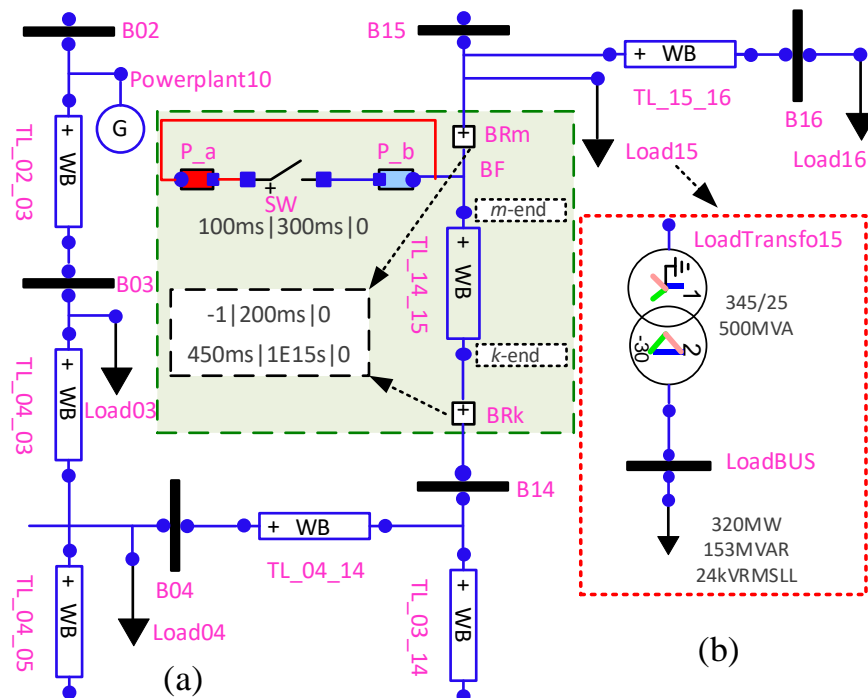 B02
B15
Powerplant10
G
+ WB
TL_15_16
B16
Load16
+ WB
TL_02_03
P_a
P_b
BRm
BF
SW
+
100ms|300ms|0
+
Load15
m-end
+ WB
TL_14_15
-1|200ms|0
450ms|1E15s|0
k-end
+
BRk
B03
Load03
+ WB
TL_04_03
LoadTransfo15
1
2
-30
345/25
500MVA
LoadBUS
320MW
153MVAR
24kVRMSLL
B14
+ WB
TL_04_14
B04
Load04
+ WB
TL_04_05
+ WB
TL_03_14
(a)
(b)